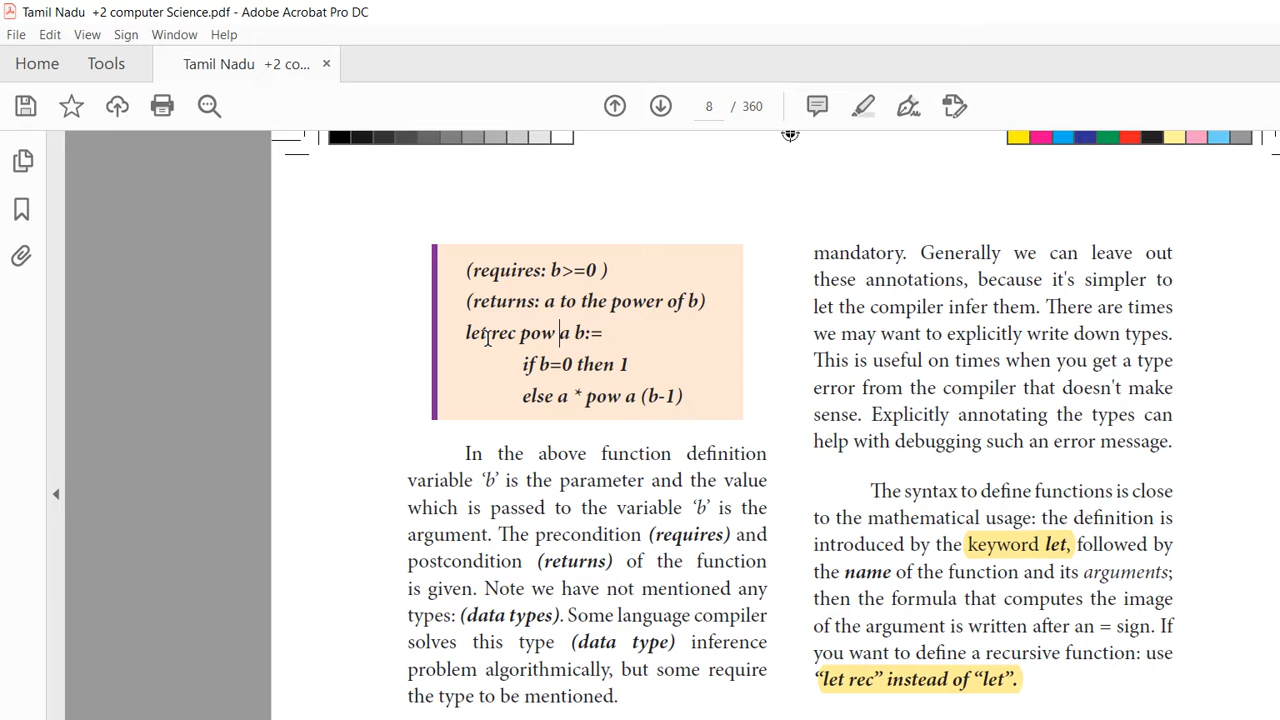 Tamil Nadu  +2 computer Science.pdf - Adobe Acrobat Pro DC
File Edit View Sign Window Help
Home Tools Tamil Nadu  +2 co... ×
8 / 360
(requires: b>=0 )
(returns: a to the power of b)
let rec pow a b:=
if b=0 then 1
else a * pow a (b-1)
In the above function definition
variable ‘b’ is the parameter and the value
which is passed to the variable ‘b’ is the
argument. The precondition (requires) and
postcondition (returns) of the function
is given. Note we have not mentioned any
types: (data types). Some language compiler
solves this type (data type) inference
problem algorithmically, but some require
the type to be mentioned.
mandatory. Generally we can leave out
these annotations, because it's simpler to
let the compiler infer them. There are times
we may want to explicitly write down types.
This is useful on times when you get a type
error from the compiler that doesn't make
sense. Explicitly annotating the types can
help with debugging such an error message.
The syntax to define functions is close
to the mathematical usage: the definition is
introduced by the keyword let, followed by
the name of the function and its arguments;
then the formula that computes the image
of the argument is written after an = sign. If
you want to define a recursive function: use
“let rec” instead of “let”.